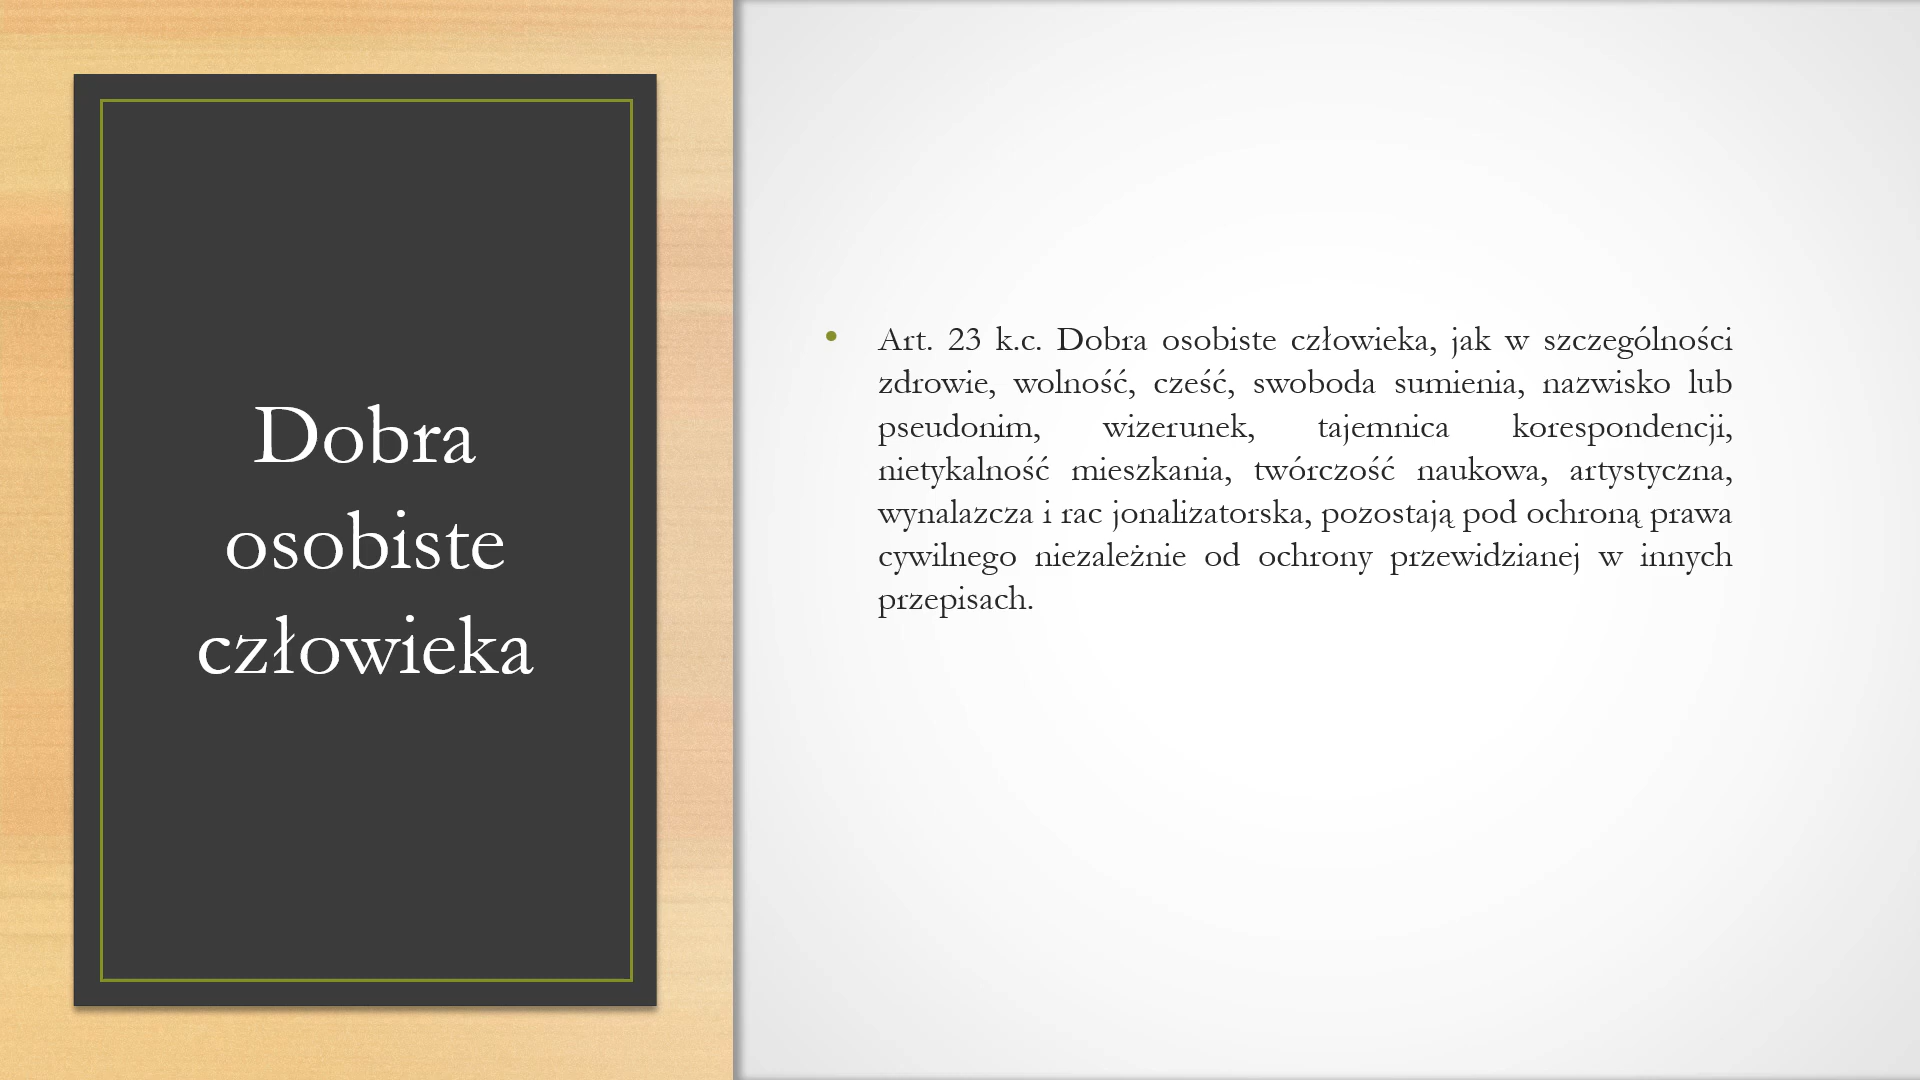 Dobra
osobiste
człowieka
• Art. 23 k.c. Dobra osobiste człowieka, jak w szczególności
zdrowie, wolność, cześć, swoboda sumienia, nazwisko lub
pseudonim, wizerunek, tajemnica korespondencji,
nietykalność mieszkania, twórczość naukowa, artystyczna,
wynalazcza i rac jonalizatorska, pozostają pod ochroną prawa
cywilnego niezależnie od ochrony przewidzianej w innych
przepisach.